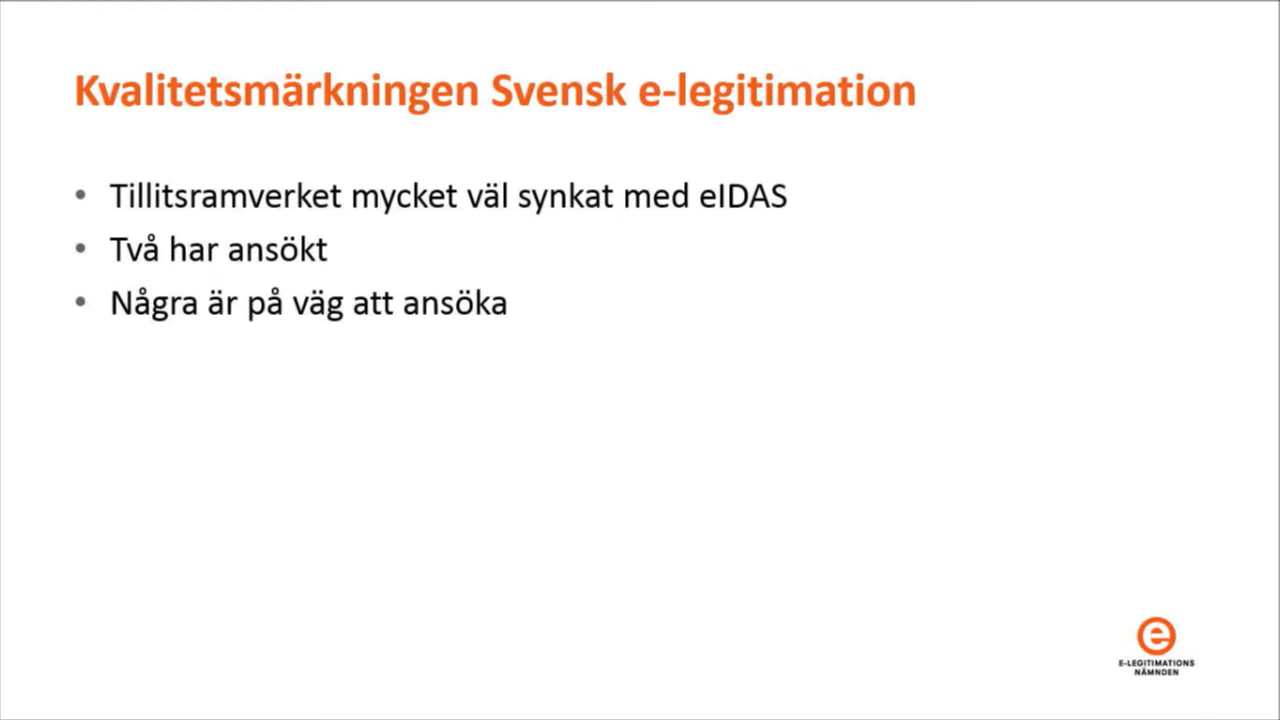 Kvalitetsmärkningen Svensk e-legitimation
• Tillitsramverket mycket väl synkat med eIDAS
• Två har ansökt
• Några är på väg att ansöka
e
E-LEGITIMATIONS
NÄMNDEN